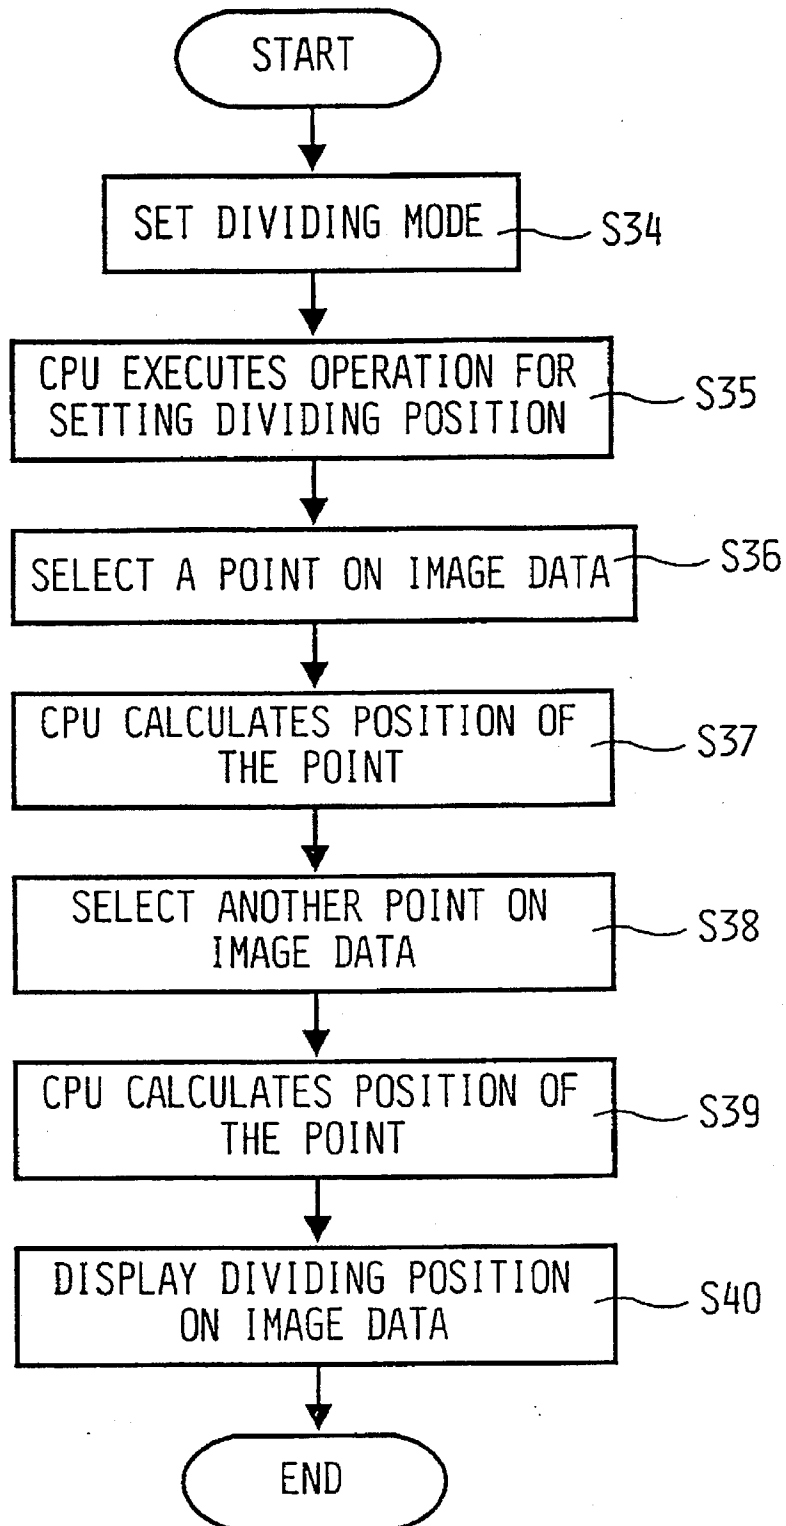 START
SET DIVIDING MODE
S34
CPU EXECUTES OPERATION FOR
SETTING DIVIDING POSITION
S35
SELECT A POINT ON IMAGE DATA
S36
CPU CALCULATES POSITION OF
THE POINT
S37
SELECT ANOTHER POINT ON
IMAGE DATA
S38
CPU CALCULATES POSITION OF
THE POINT
S39
DISPLAY DIVIDING POSITION
ON IMAGE DATA
S40
END